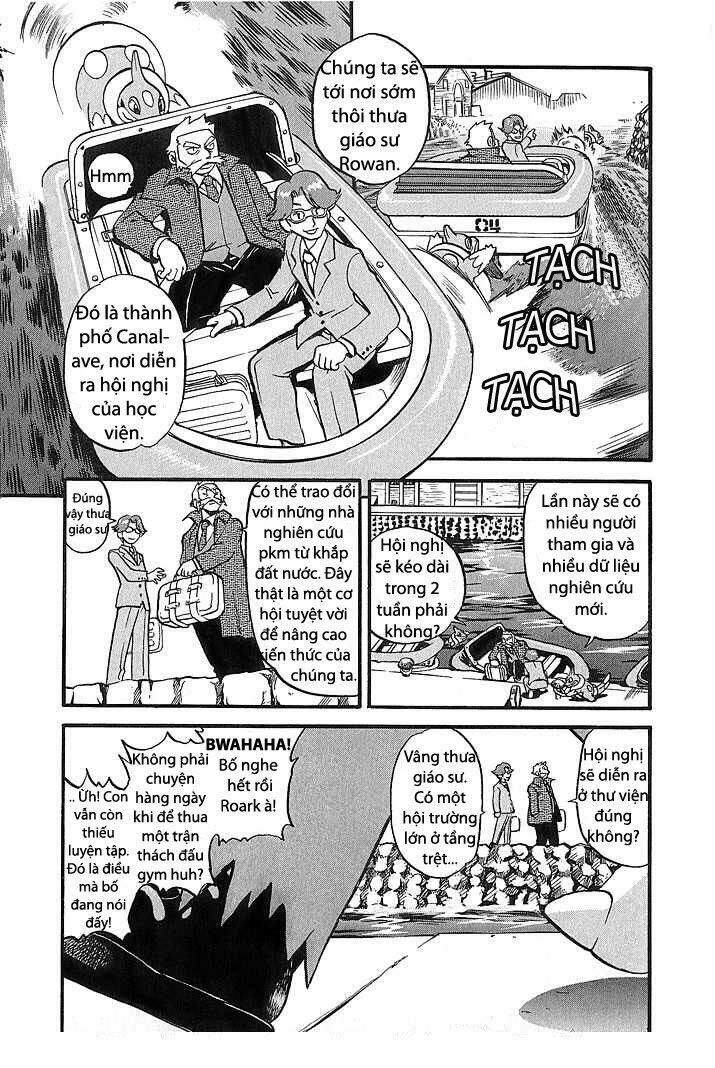 Chúng ta sẽ
tới nơi sớm
thôi thưa
giáo sư
Rowan.
Hmm
Đó là thành
phố Canal-
ave, nơi diễn
ra hội nghị
của học
viện.
04
TẠCH
TẠCH
TẠCH
Lần này sẽ có
nhiều người
tham gia và
nhiều dữ liệu
nghiên cứu
mới.
Hội nghị
sẽ kéo dài
trong 2
tuần phải
không?
Có thể trao đổi
với những nhà
nghiên cứu
pkm từ khắp
đất nước. Đây
thật là một cơ
hội tuyệt vời
để nâng cao
kiến thức của
chúng ta.
Đúng
vậy thưa
giáo sư
Hội nghị
sẽ diễn ra
ở thư viện
đúng
không?
Vâng thưa
giáo sư.
Có một
hội trường
lớn ở tầng
trệt...
BWAHAHA!
Bố nghe
hết rồi
Roark à!
Không phải
chuyện
hàng ngày
khi để thua
một trận
thách đấu
gym huh?
.. Ừh! Con
vẫn còn
thiếu
luyện tập.
Đó là điều
mà bố
đang nói
đấy!